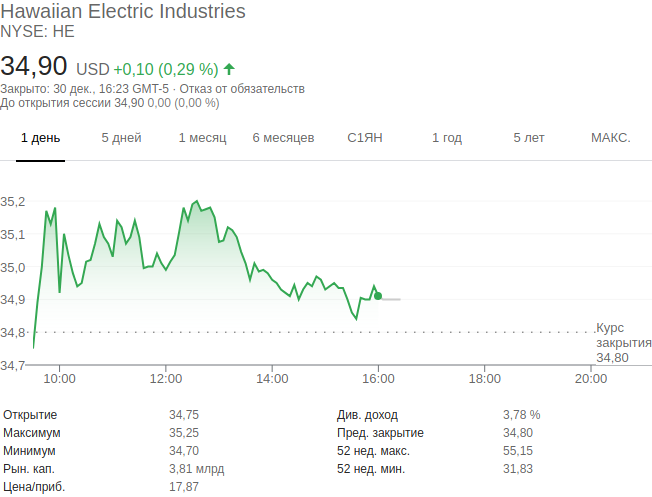 Hawaiian Electric Industries
NYSE: HE
34,90 USD +0,10 (0,29 %)
Закрыто: 30 дек., 16:23 GMT-5 · Отказ от обязательств
До открытия сессии 34,90 0,00 (0,00 %)
1 день 5 дней 1 месяц 6 месяцев С1ЯН 1 год 5 лет МАКС.
35,2
35,1
35,0
34,9
34,8
Курс
закрытия
34,80
34,7
10:00 12:00 14:00 16:00 18:00 20:00
Открытие 34,75 Див. доход 3,78 %
Максимум 35,25 Пред. закрытие 34,80
Минимум 34,70 52 нед. макс. 55,15
Рын. кап. 3,81 млрд 52 нед. мин. 31,83
Цена/приб. 17,87